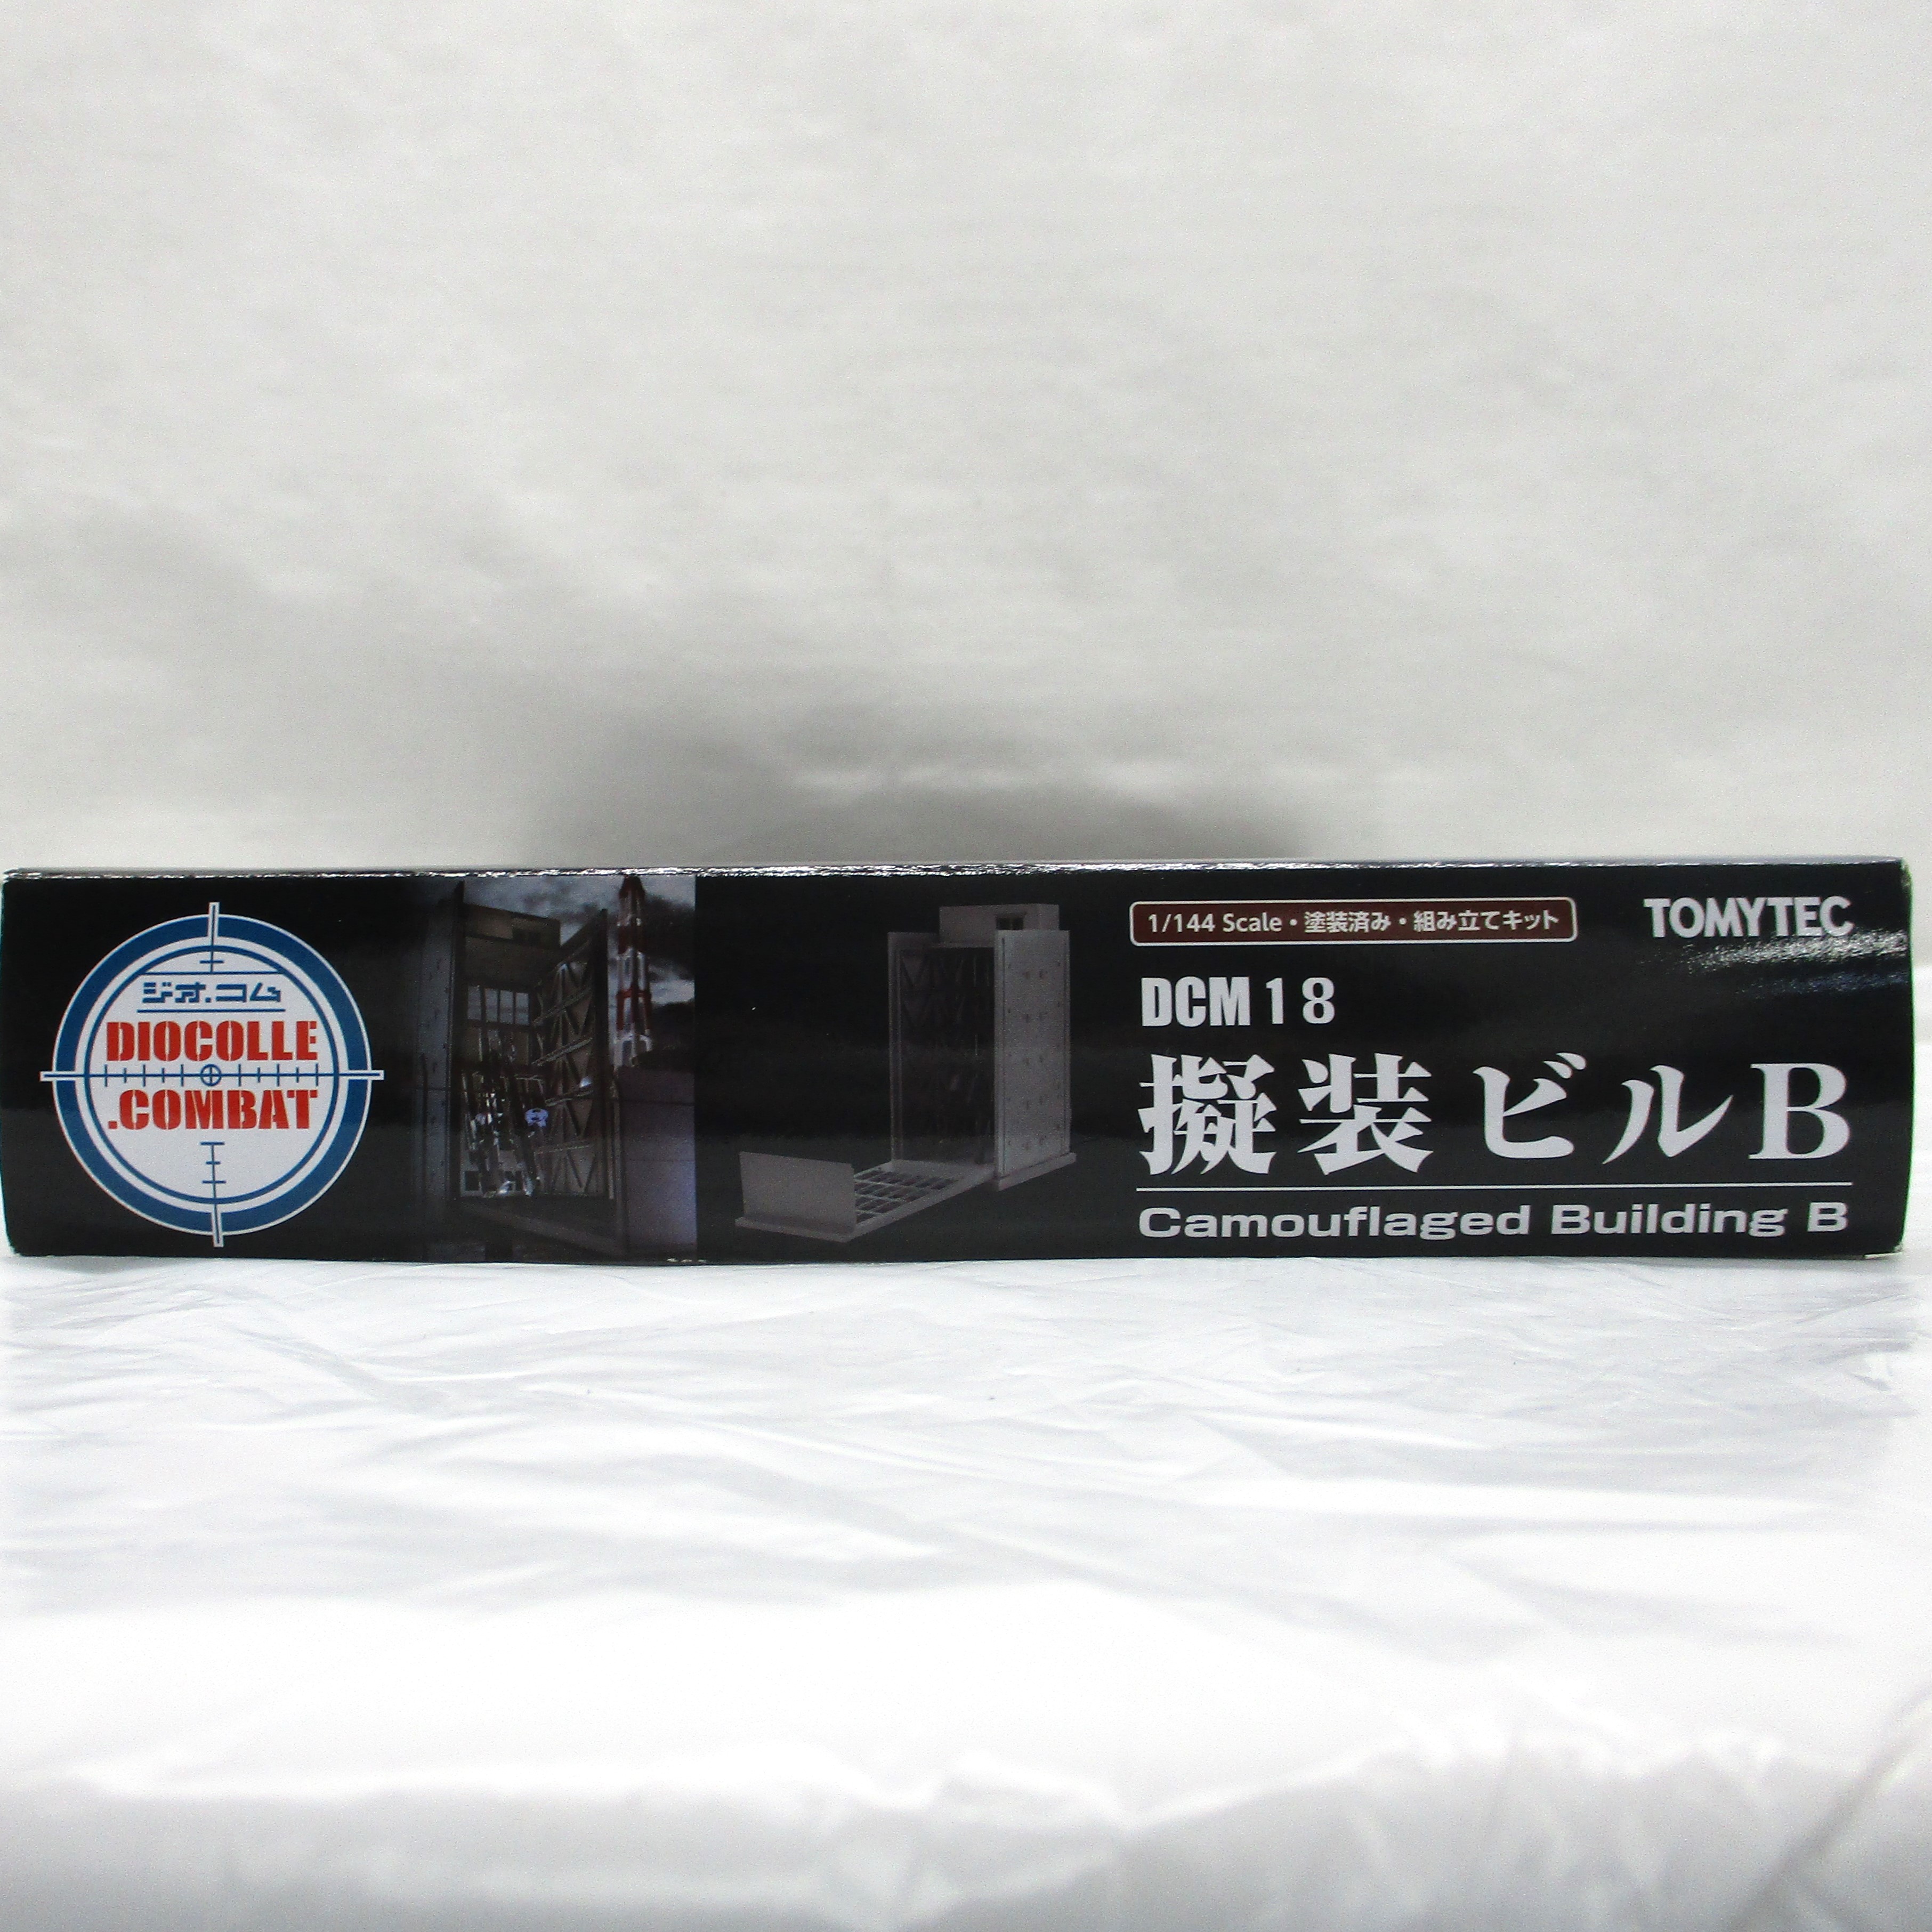 ジオ.コム
DIOCOLLE
.COMBAT
1/144 Scale・塗装済み・組み立てキット
TOMYTEC
DCM18
擬装ビルB
Camouflaged Building B